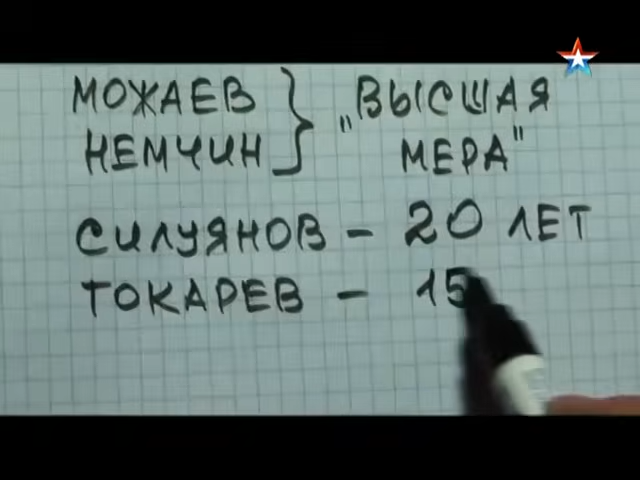 МОЖАЕВ } „ВЫСШАЯ
НЕМЧИН } МЕРА"
СИЛУЯНОВ – 20 ЛЕТ
ТОКАРЕВ – 15